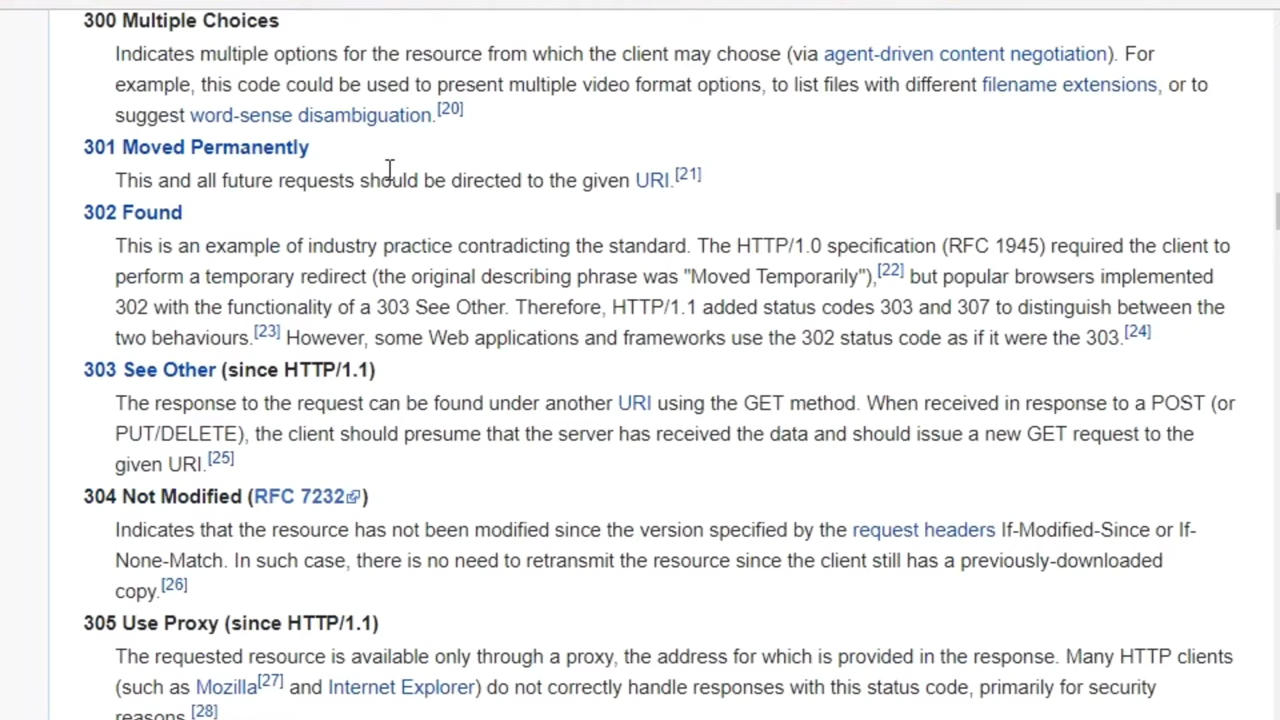 300 Multiple Choices
Indicates multiple options for the resource from which the client may choose (via agent-driven content negotiation). For
example, this code could be used to present multiple video format options, to list files with different filename extensions, or to
suggest word-sense disambiguation.[20]
301 Moved Permanently
This and all future requests should be directed to the given URI.[21]
302 Found
This is an example of industry practice contradicting the standard. The HTTP/1.0 specification (RFC 1945) required the client to
perform a temporary redirect (the original describing phrase was "Moved Temporarily"),[22] but popular browsers implemented
302 with the functionality of a 303 See Other. Therefore, HTTP/1.1 added status codes 303 and 307 to distinguish between the
two behaviours.[23] However, some Web applications and frameworks use the 302 status code as if it were the 303.[24]
303 See Other (since HTTP/1.1)
The response to the request can be found under another URI using the GET method. When received in response to a POST (or
PUT/DELETE), the client should presume that the server has received the data and should issue a new GET request to the
given URI.[25]
304 Not Modified (RFC 7232)
Indicates that the resource has not been modified since the version specified by the request headers If-Modified-Since or If-
None-Match. In such case, there is no need to retransmit the resource since the client still has a previously-downloaded
copy.[26]
305 Use Proxy (since HTTP/1.1)
The requested resource is available only through a proxy, the address for which is provided in the response. Many HTTP clients
(such as Mozilla[27] and Internet Explorer) do not correctly handle responses with this status code, primarily for security
reasons.[28]